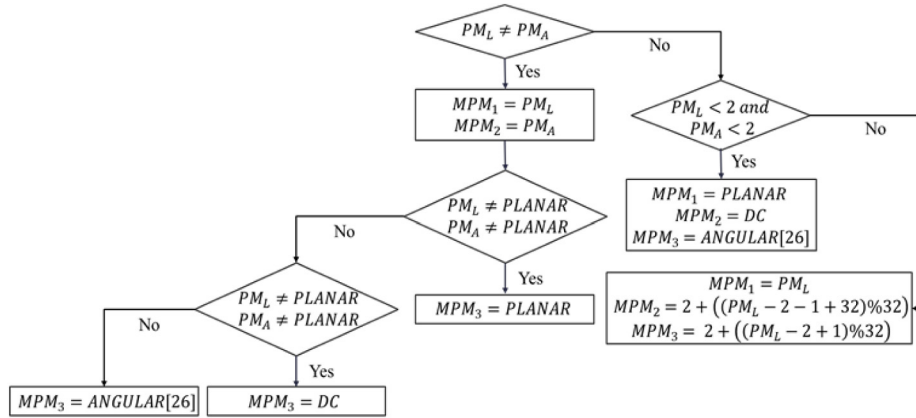 PM_L ≠ PM_A
No
Yes
MPM_1 = PM_L
MPM_2 = PM_A
PM_L < 2 and
PM_A < 2
No
Yes
MPM_1 = PLANAR
MPM_2 = DC
MPM_3 = ANGULAR[26]
PM_L ≠ PLANAR
PM_A ≠ PLANAR
No
Yes
MPM_3 = PLANAR
MPM_1 = PM_L
MPM_2 = 2 + ((PM_L − 2 − 1 + 32)%32)
MPM_3 = 2 + ((PM_L − 2 + 1)%32)
PM_L ≠ PLANAR
PM_A ≠ PLANAR
No
Yes
MPM_3 = ANGULAR[26]
MPM_3 = DC